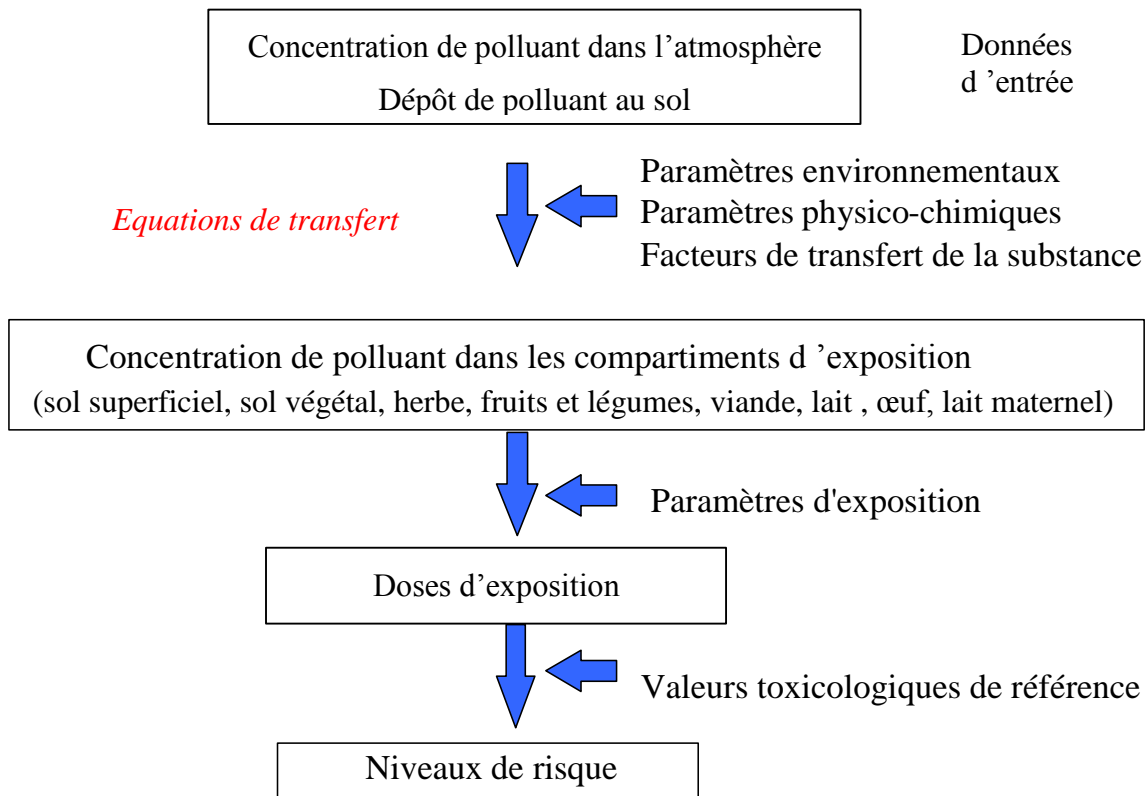 Concentration de polluant dans l’atmosphère
Dépôt de polluant au sol
Données
d ’entrée
Paramètres environnementaux
Equations de transfert
Paramètres physico-chimiques
Facteurs de transfert de la substance
Concentration de polluant dans les compartiments d ’exposition
(sol superficiel, sol végétal, herbe, fruits et légumes, viande, lait , œuf, lait maternel)
Paramètres d'exposition
Doses d’exposition
Valeurs toxicologiques de référence
Niveaux de risque